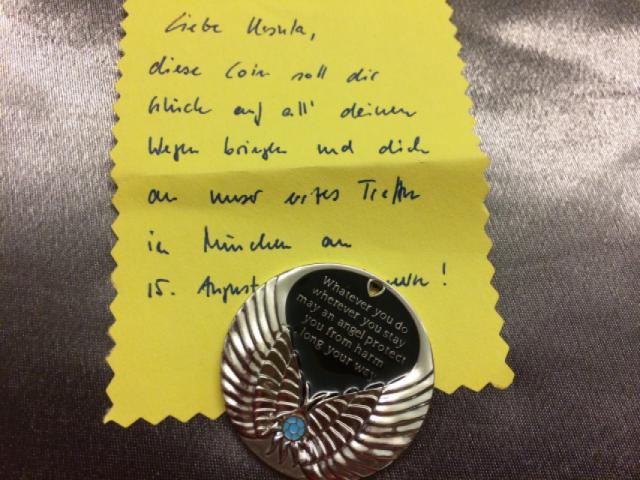 Liebe Ursula,
diese Coin soll dir
Glück auf all' deinen
Wegen bringen und dich
an unser erstes Treffen
in München am
15. August !
Whatever you do
wherever you stay
may an angel protect
you from harm
long your way